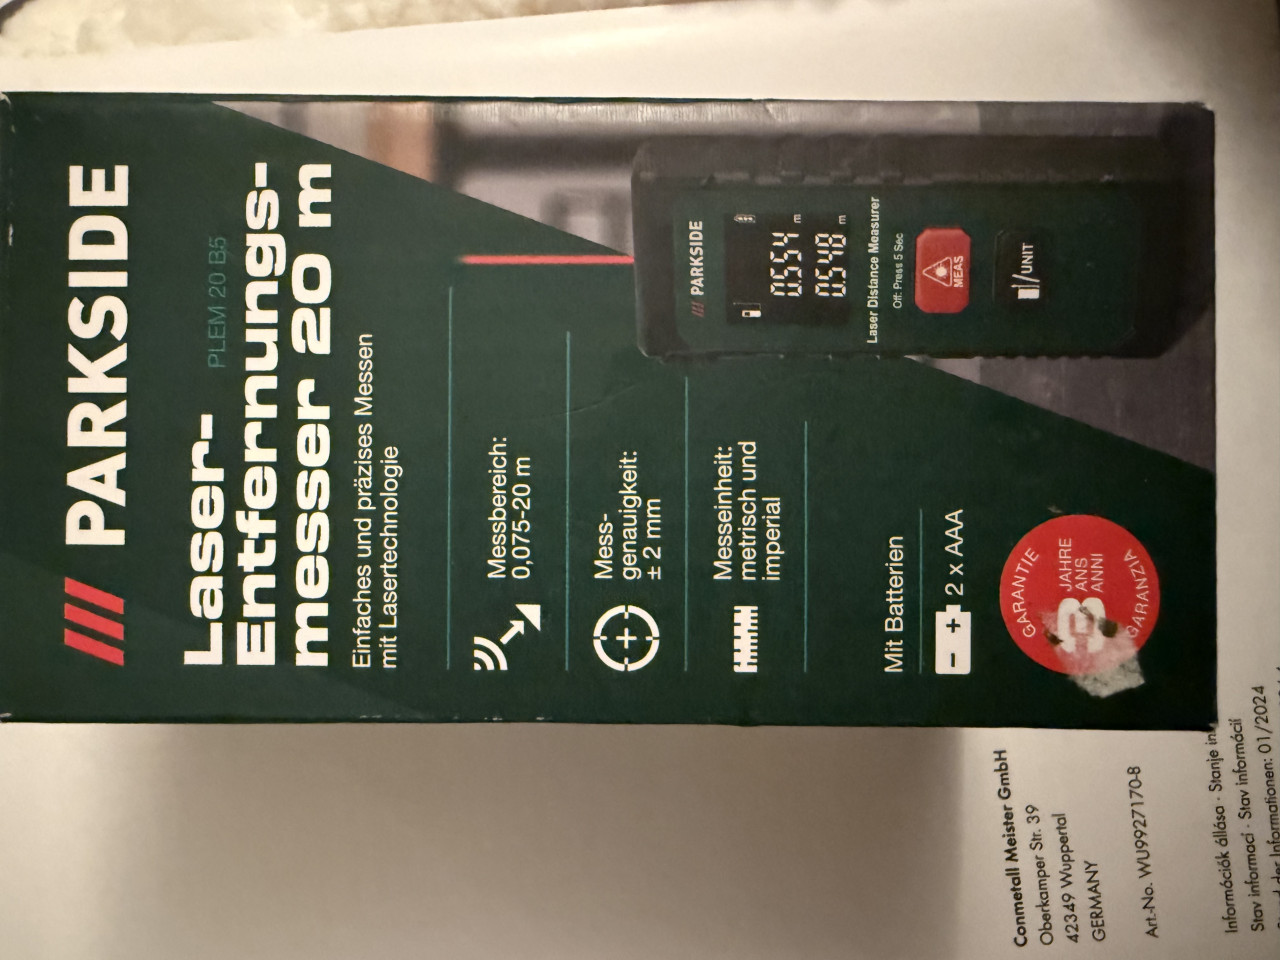 PARKSIDE
PLEM 20 B5
Laser-
Entfernungs-
messer 20 m
Einfaches und präzises Messen
mit Lasertechnologie
Messbereich:
0,075-20 m
Mess-
genauigkeit:
± 2 mm
Messeinheit:
metrisch und
imperial
Mit Batterien
2 x AAA
GARANTIE
3 JAHRE
ANS
ANNI
GARANZIA
PARKSIDE
0.554 m
0.548 m
Laser Distance Measurer
Off: Press 5 Sec
MEAS
/UNIT
Conmetall Meister GmbH
Oberkamper Str. 39
42349 Wuppertal
GERMANY
Art.-No. WU9927170-8
Információk állása · Stanje
Stav informací · Stav informácií
der Informationen: 01/2024